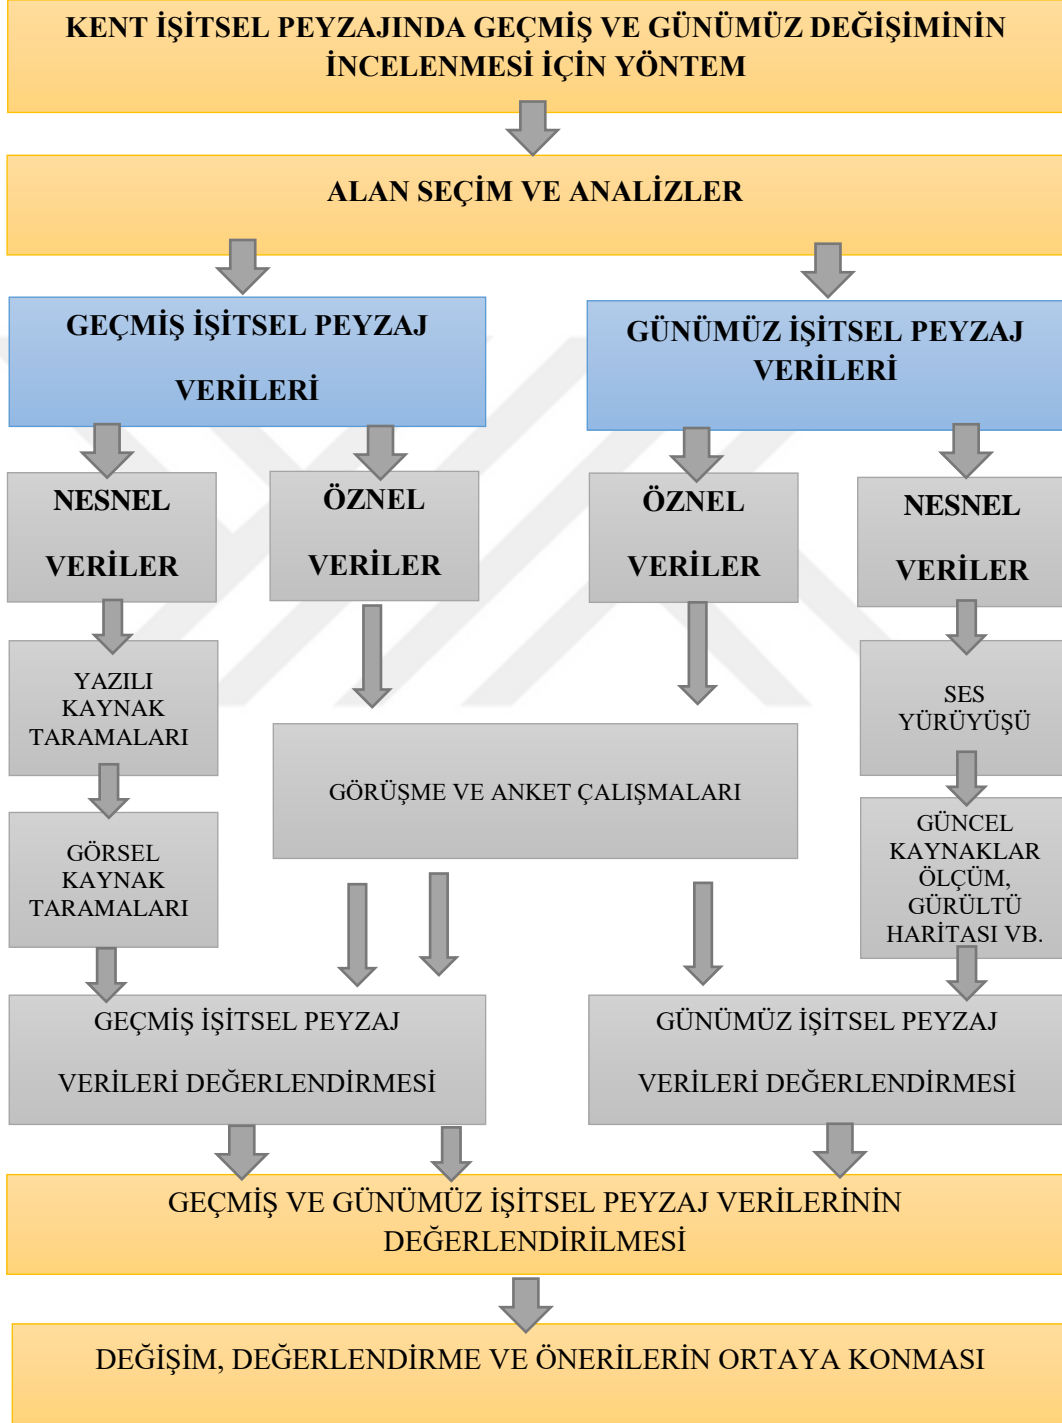 KENT İŞİTSEL PEYZAJINDA GEÇMİŞ VE GÜNÜMÜZ DEĞİŞİMİNİN
İNCELENMESİ İÇİN YÖNTEM
ALAN SEÇİM VE ANALİZLER
GEÇMİŞ İŞİTSEL PEYZAJ
VERİLERİ
GÜNÜMÜZ İŞİTSEL PEYZAJ
VERİLERİ
NESNEL
VERİLER
ÖZNEL
VERİLER
ÖZNEL
VERİLER
NESNEL
VERİLER
YAZILI
KAYNAK
TARAMALARI
SES
YÜRÜYÜŞÜ
GÖRÜŞME VE ANKET ÇALIŞMALARI
GÖRSEL
KAYNAK
TARAMALARI
GÜNCEL
KAYNAKLAR
ÖLÇÜM,
GÜRÜLTÜ
HARİTASI VB.
GEÇMİŞ İŞİTSEL PEYZAJ
VERİLERİ DEĞERLENDİRMESİ
GÜNÜMÜZ İŞİTSEL PEYZAJ
VERİLERİ DEĞERLENDİRMESİ
GEÇMİŞ VE GÜNÜMÜZ İŞİTSEL PEYZAJ VERİLERİNİN
DEĞERLENDİRİLMESİ
DEĞİŞİM, DEĞERLENDİRME VE ÖNERİLERİN ORTAYA KONMASI